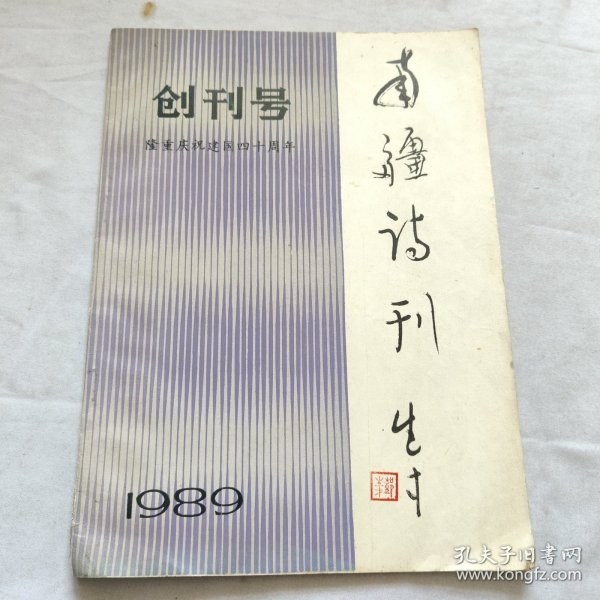 创刊号
隆重庆祝建国四十周年
1989
南疆诗刊
生才
孔夫子旧书网
www.kongfz.com